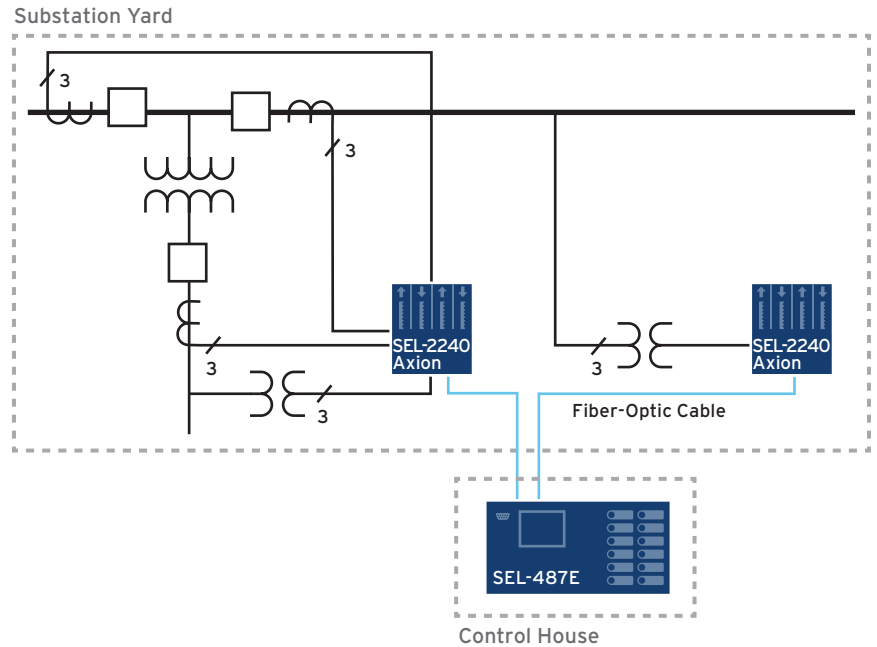 Substation Yard
3
3
SEL-2240
Axion
SEL-2240
Axion
3
3
3
Fiber-Optic Cable
SEL-487E
Control House